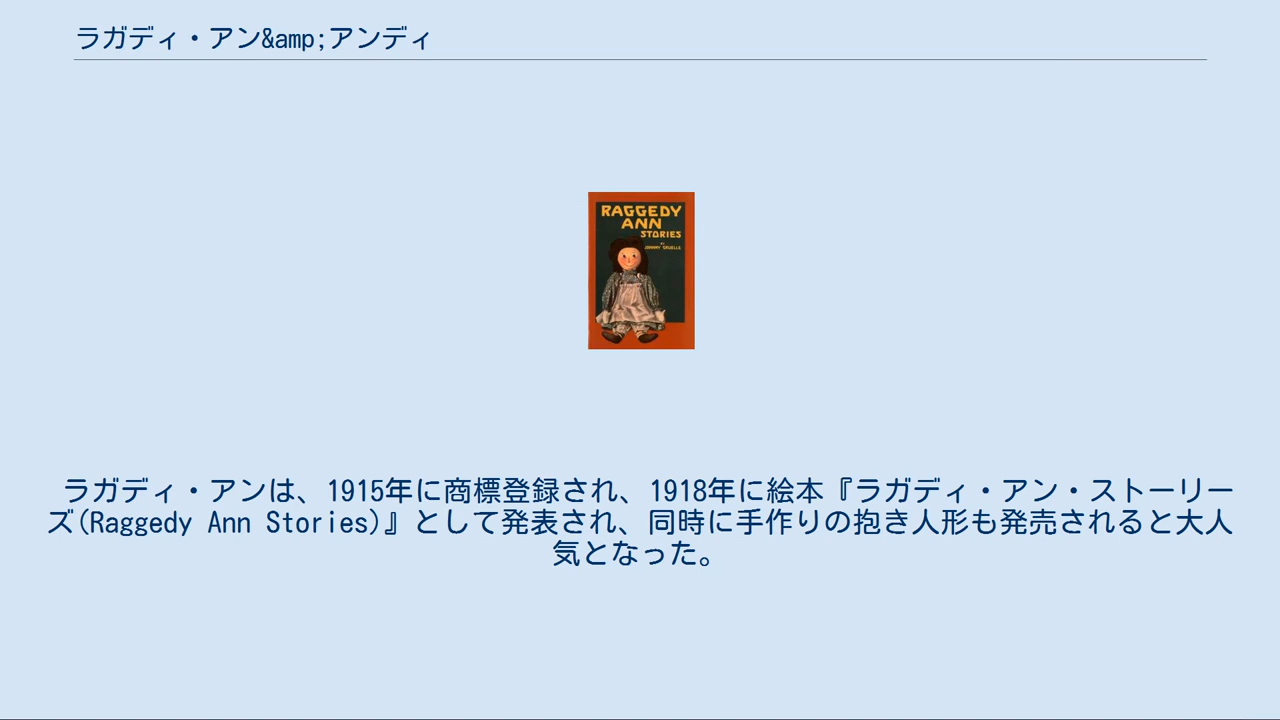 ラガディ・アン&amp;アンディ
RAGGEDY
ANN
STORIES
BY
JOHNNY GRUELLE
ラガディ・アンは、1915年に商標登録され、1918年に絵本『ラガディ・アン・ストーリー
ズ(Raggedy Ann Stories)』として発表され、同時に手作りの抱き人形も発売されると大人
気となった。